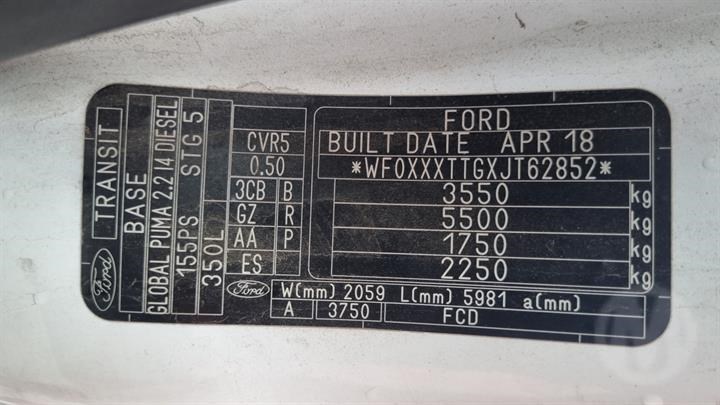 TRANSIT
BASE
GLOBAL PUMA 2.2 I4 DIESEL
155PS STG 5
350L
Ford
CVR5
0.50
3CB B
GZ R
AA P
ES
FORD
BUILT DATE APR 18
*WF0XXXTTGXJT62852*
3550 kg
5500 kg
1750 kg
2250 kg
Ford W(mm) 2059 L(mm) 5981 a(mm)
A 3750 FCD